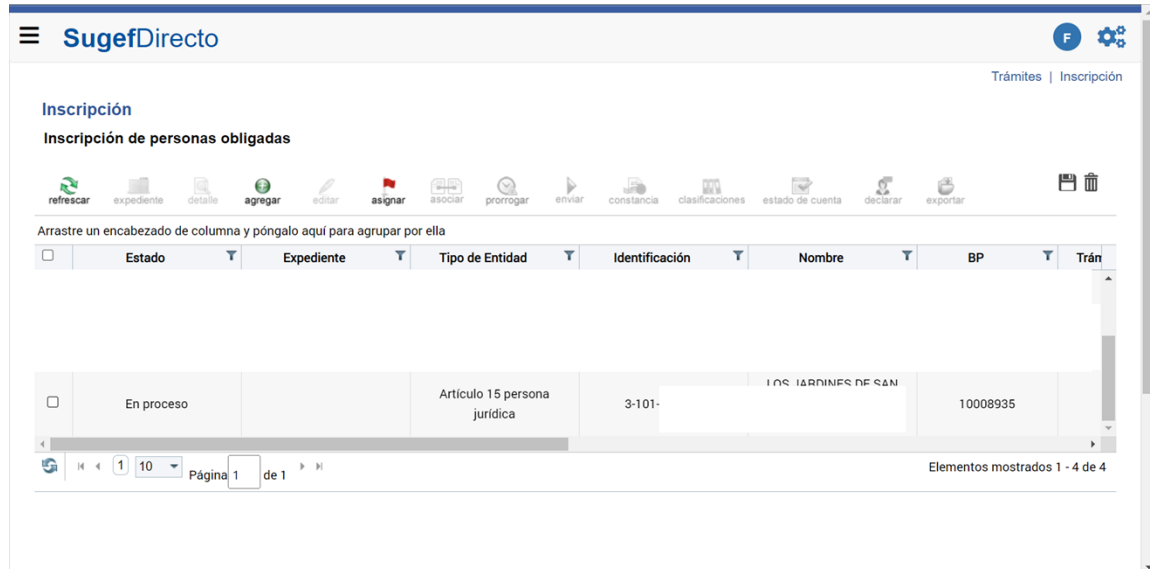 SugefDirecto
F
Trámites | Inscripción
Inscripción
Inscripción de personas obligadas
refrescar expediente detalle agregar editar asignar asociar prorrogar enviar constancia clasificaciones estado de cuenta declarar exportar
Arrastre un encabezado de columna y póngalo aquí para agrupar por ella
Estado Expediente Tipo de Entidad Identificación Nombre BP Trám
LOS JARDINES DE SAN
Artículo 15 persona
En proceso 3-101- 10008935
jurídica
1 10 Página 1 de 1 Elementos mostrados 1 - 4 de 4